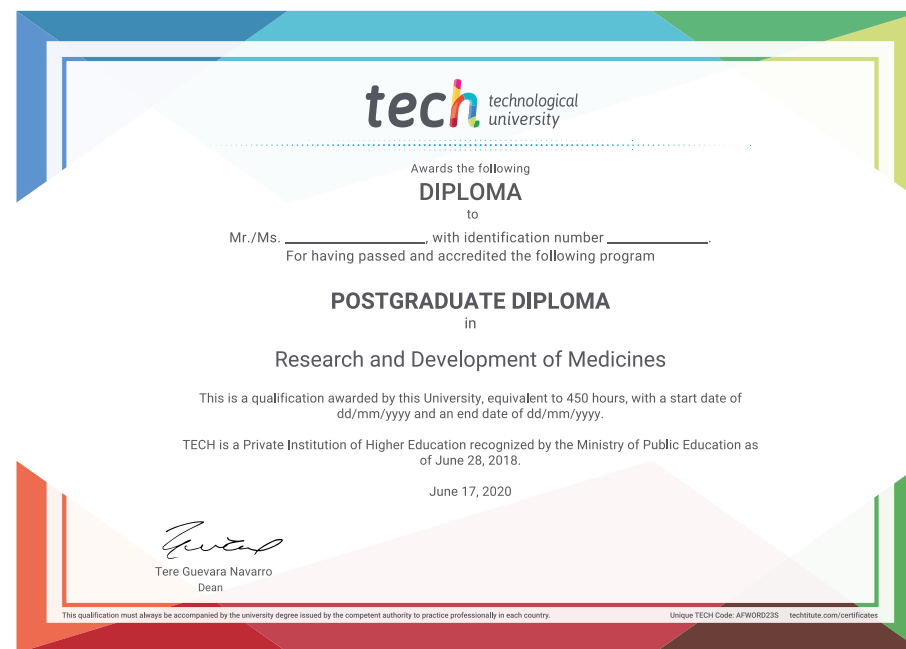 tech technological
university
Awards the following
DIPLOMA
to
Mr./Ms. ____________, with identification number ____________.
For having passed and accredited the following program
POSTGRADUATE DIPLOMA
in
Research and Development of Medicines
This is a qualification awarded by this University, equivalent to 450 hours, with a start date of
dd/mm/yyyy and an end date of dd/mm/yyyy.
TECH is a Private Institution of Higher Education recognized by the Ministry of Public Education as
of June 28, 2018.
June 17, 2020
Tere Guevara Navarro
Dean
This qualification must always be accompanied by the university degree issued by the competent authority to practice professionally in each country.
Unique TECH Code: AFWORD23S techtitute.com/certificates